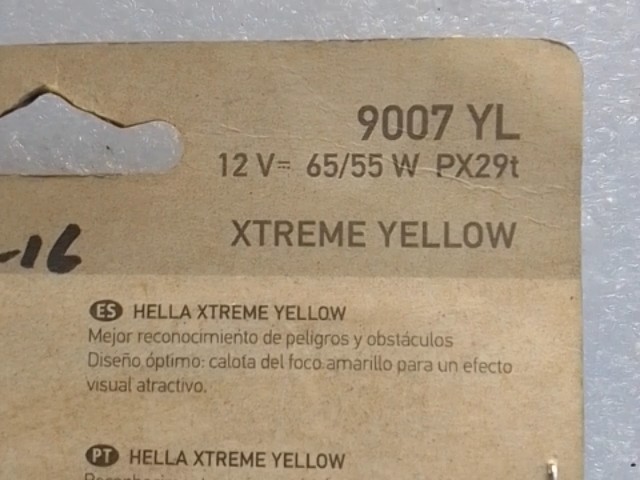 9007 YL
12 V= 65/55 W PX29t
XTREME YELLOW
-16
ES HELLA XTREME YELLOW
Mejor reconocimiento de peligros y obstáculos
Diseño óptimo: calota del foco amarillo para un efecto
visual atractivo.
PT HELLA XTREME YELLOW